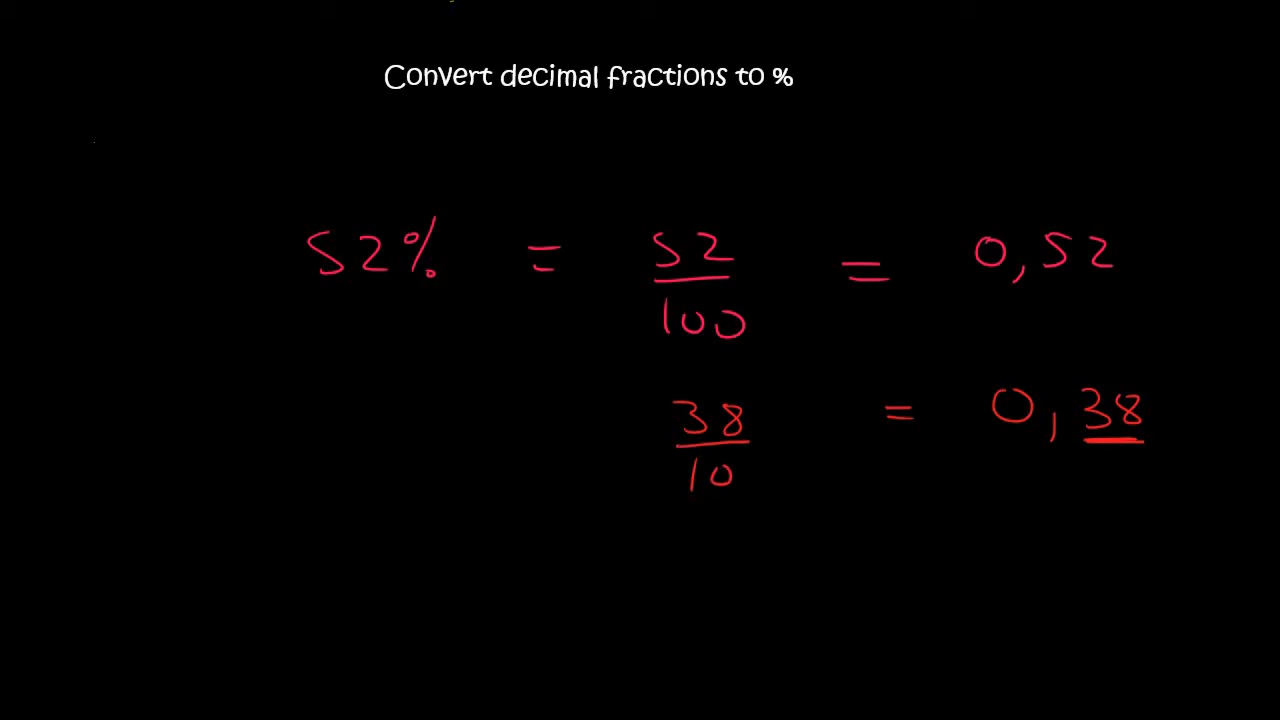 Convert decimal fractions to %
52% = 52/100 = 0,52
38/10 = 0,38